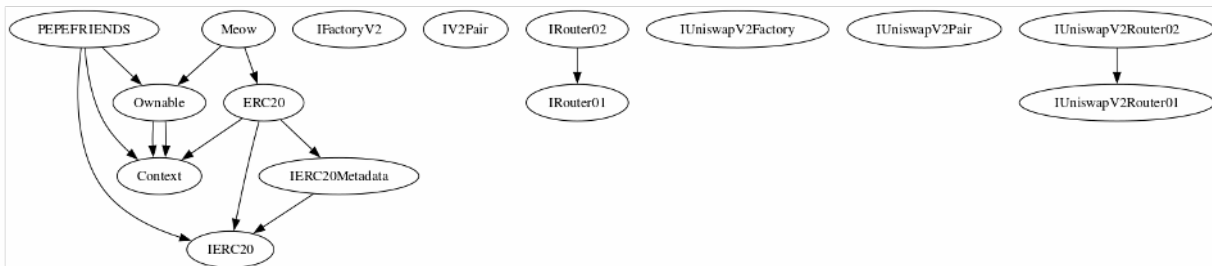 PEPEFRIENDS Meow IFactoryV2 IV2Pair IRouter02 IUniswapV2Factory IUniswapV2Pair IUniswapV2Router02
Ownable ERC20 IRouter01 IUniswapV2Router01
Context IERC20Metadata
IERC20